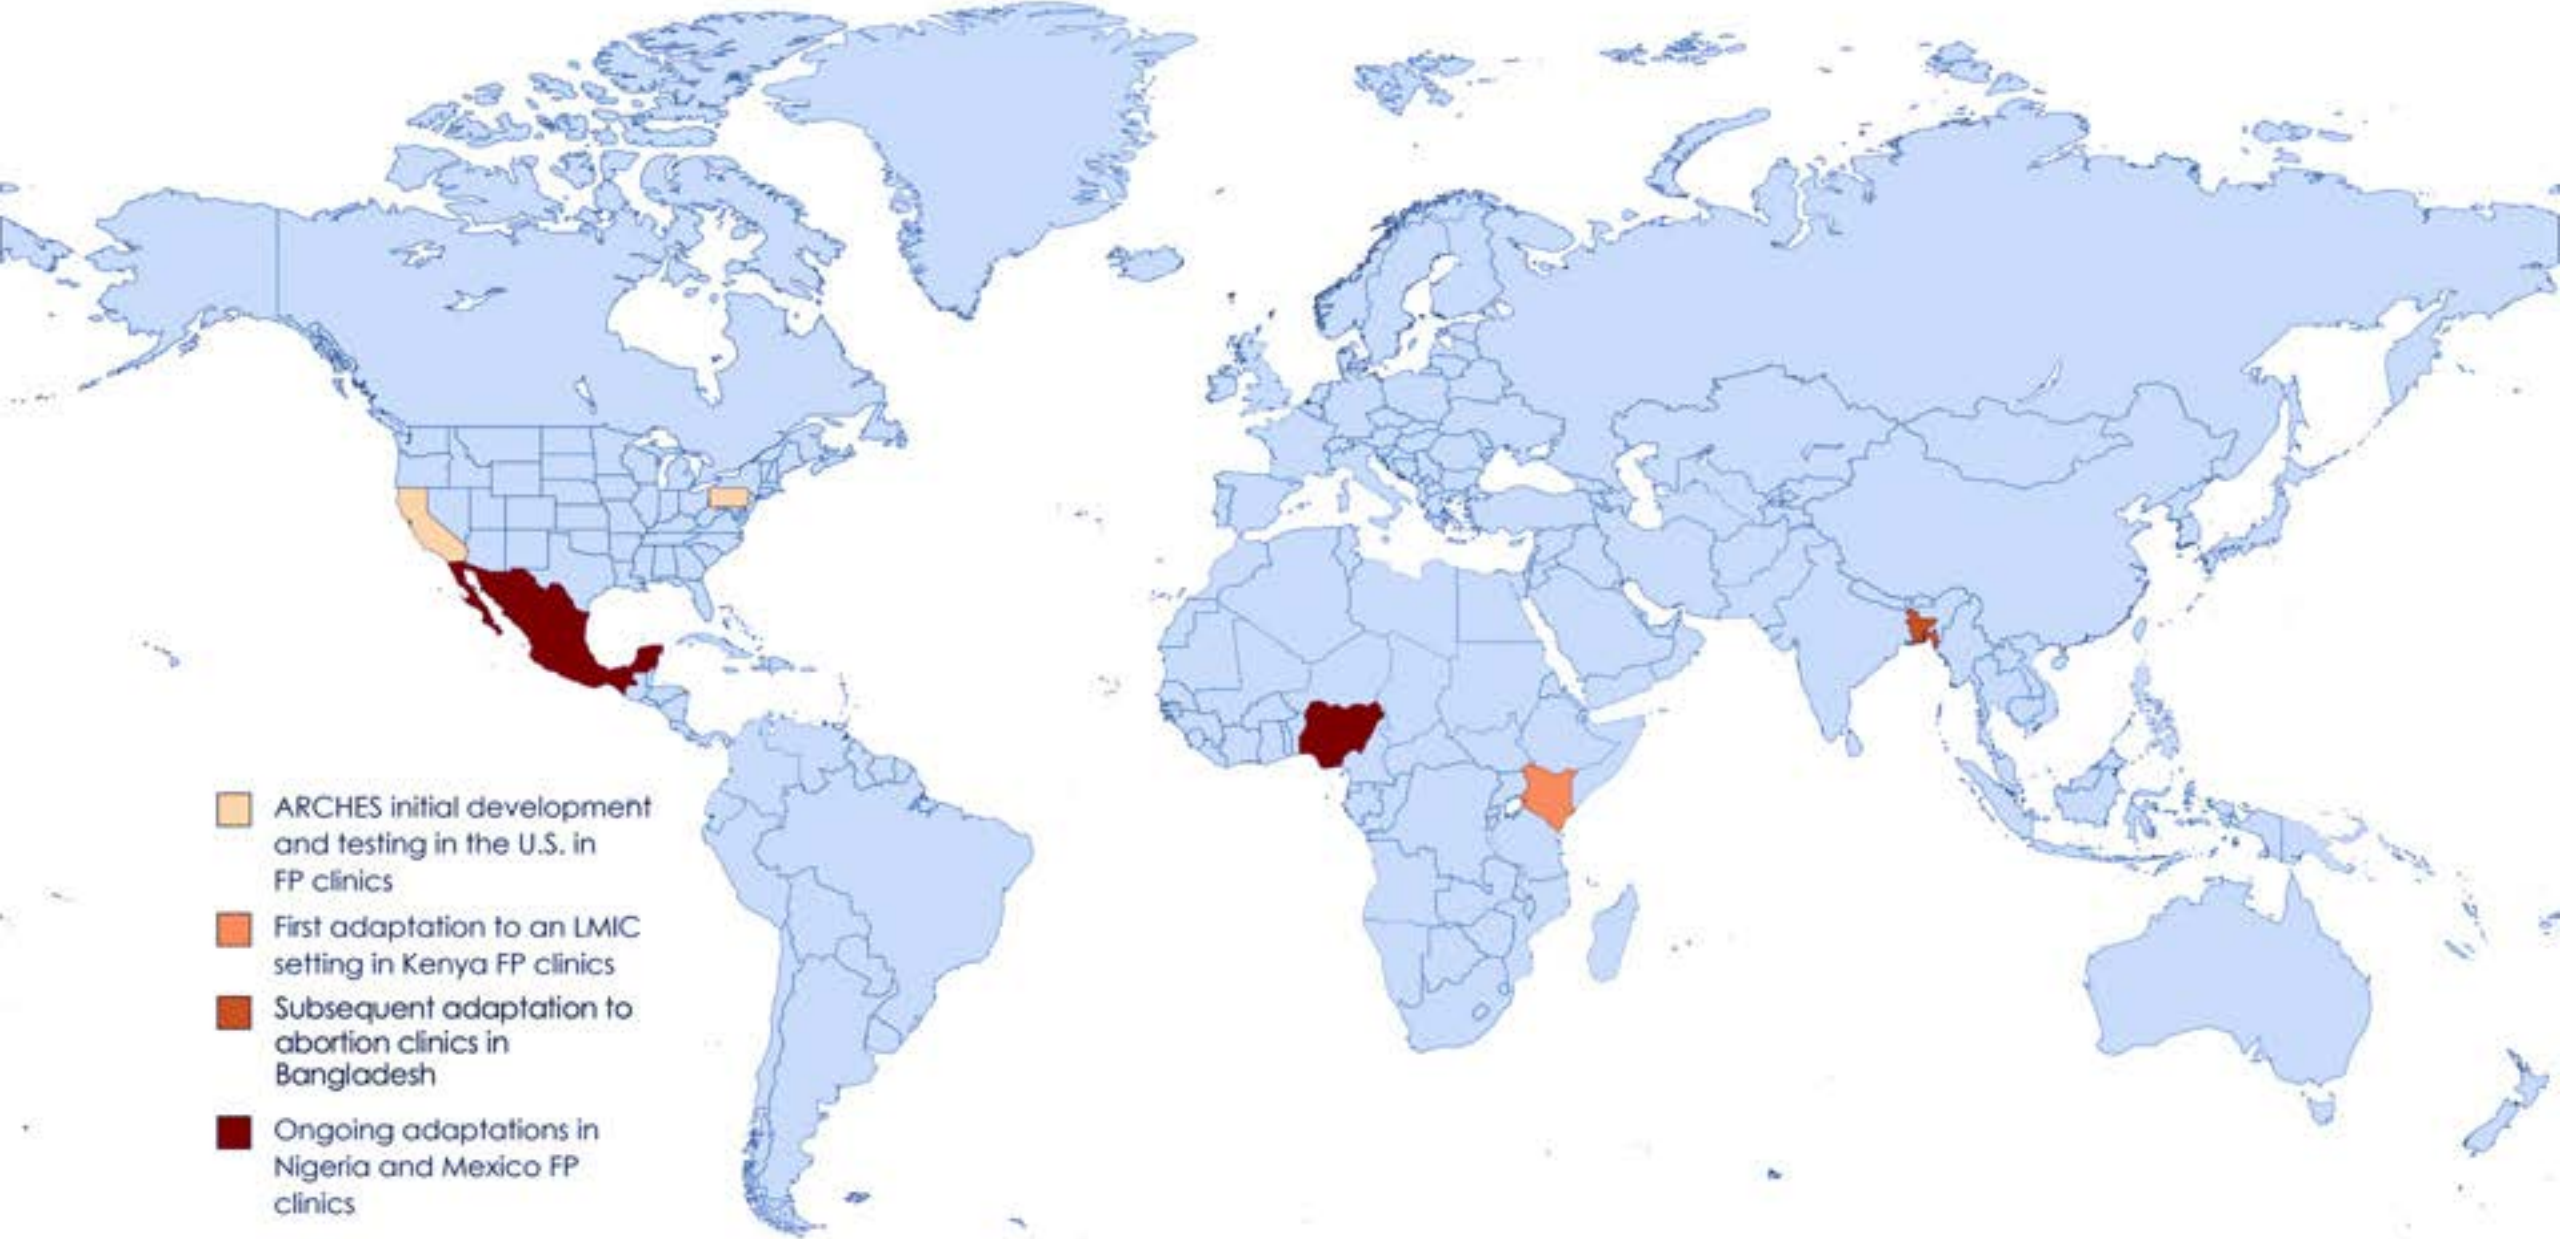 ARCHES initial development
and testing in the U.S. in
FP clinics
First adaptation to an LMIC
setting in Kenya FP clinics
Subsequent adaptation to
abortion clinics in
Bangladesh
Ongoing adaptations in
Nigeria and Mexico FP
clinics